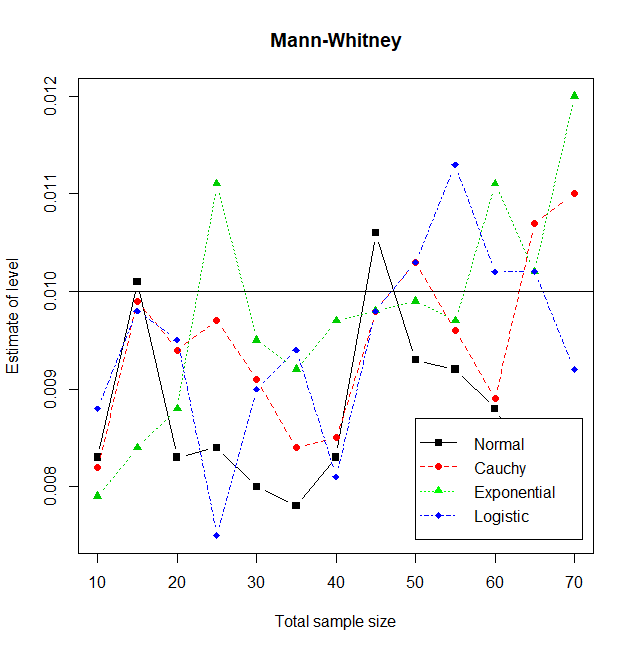 Mann-Whitney
Estimate of level
0.012
0.011
0.010
0.009
0.008
Normal
Cauchy
Exponential
Logistic
10 20 30 40 50 60 70
Total sample size